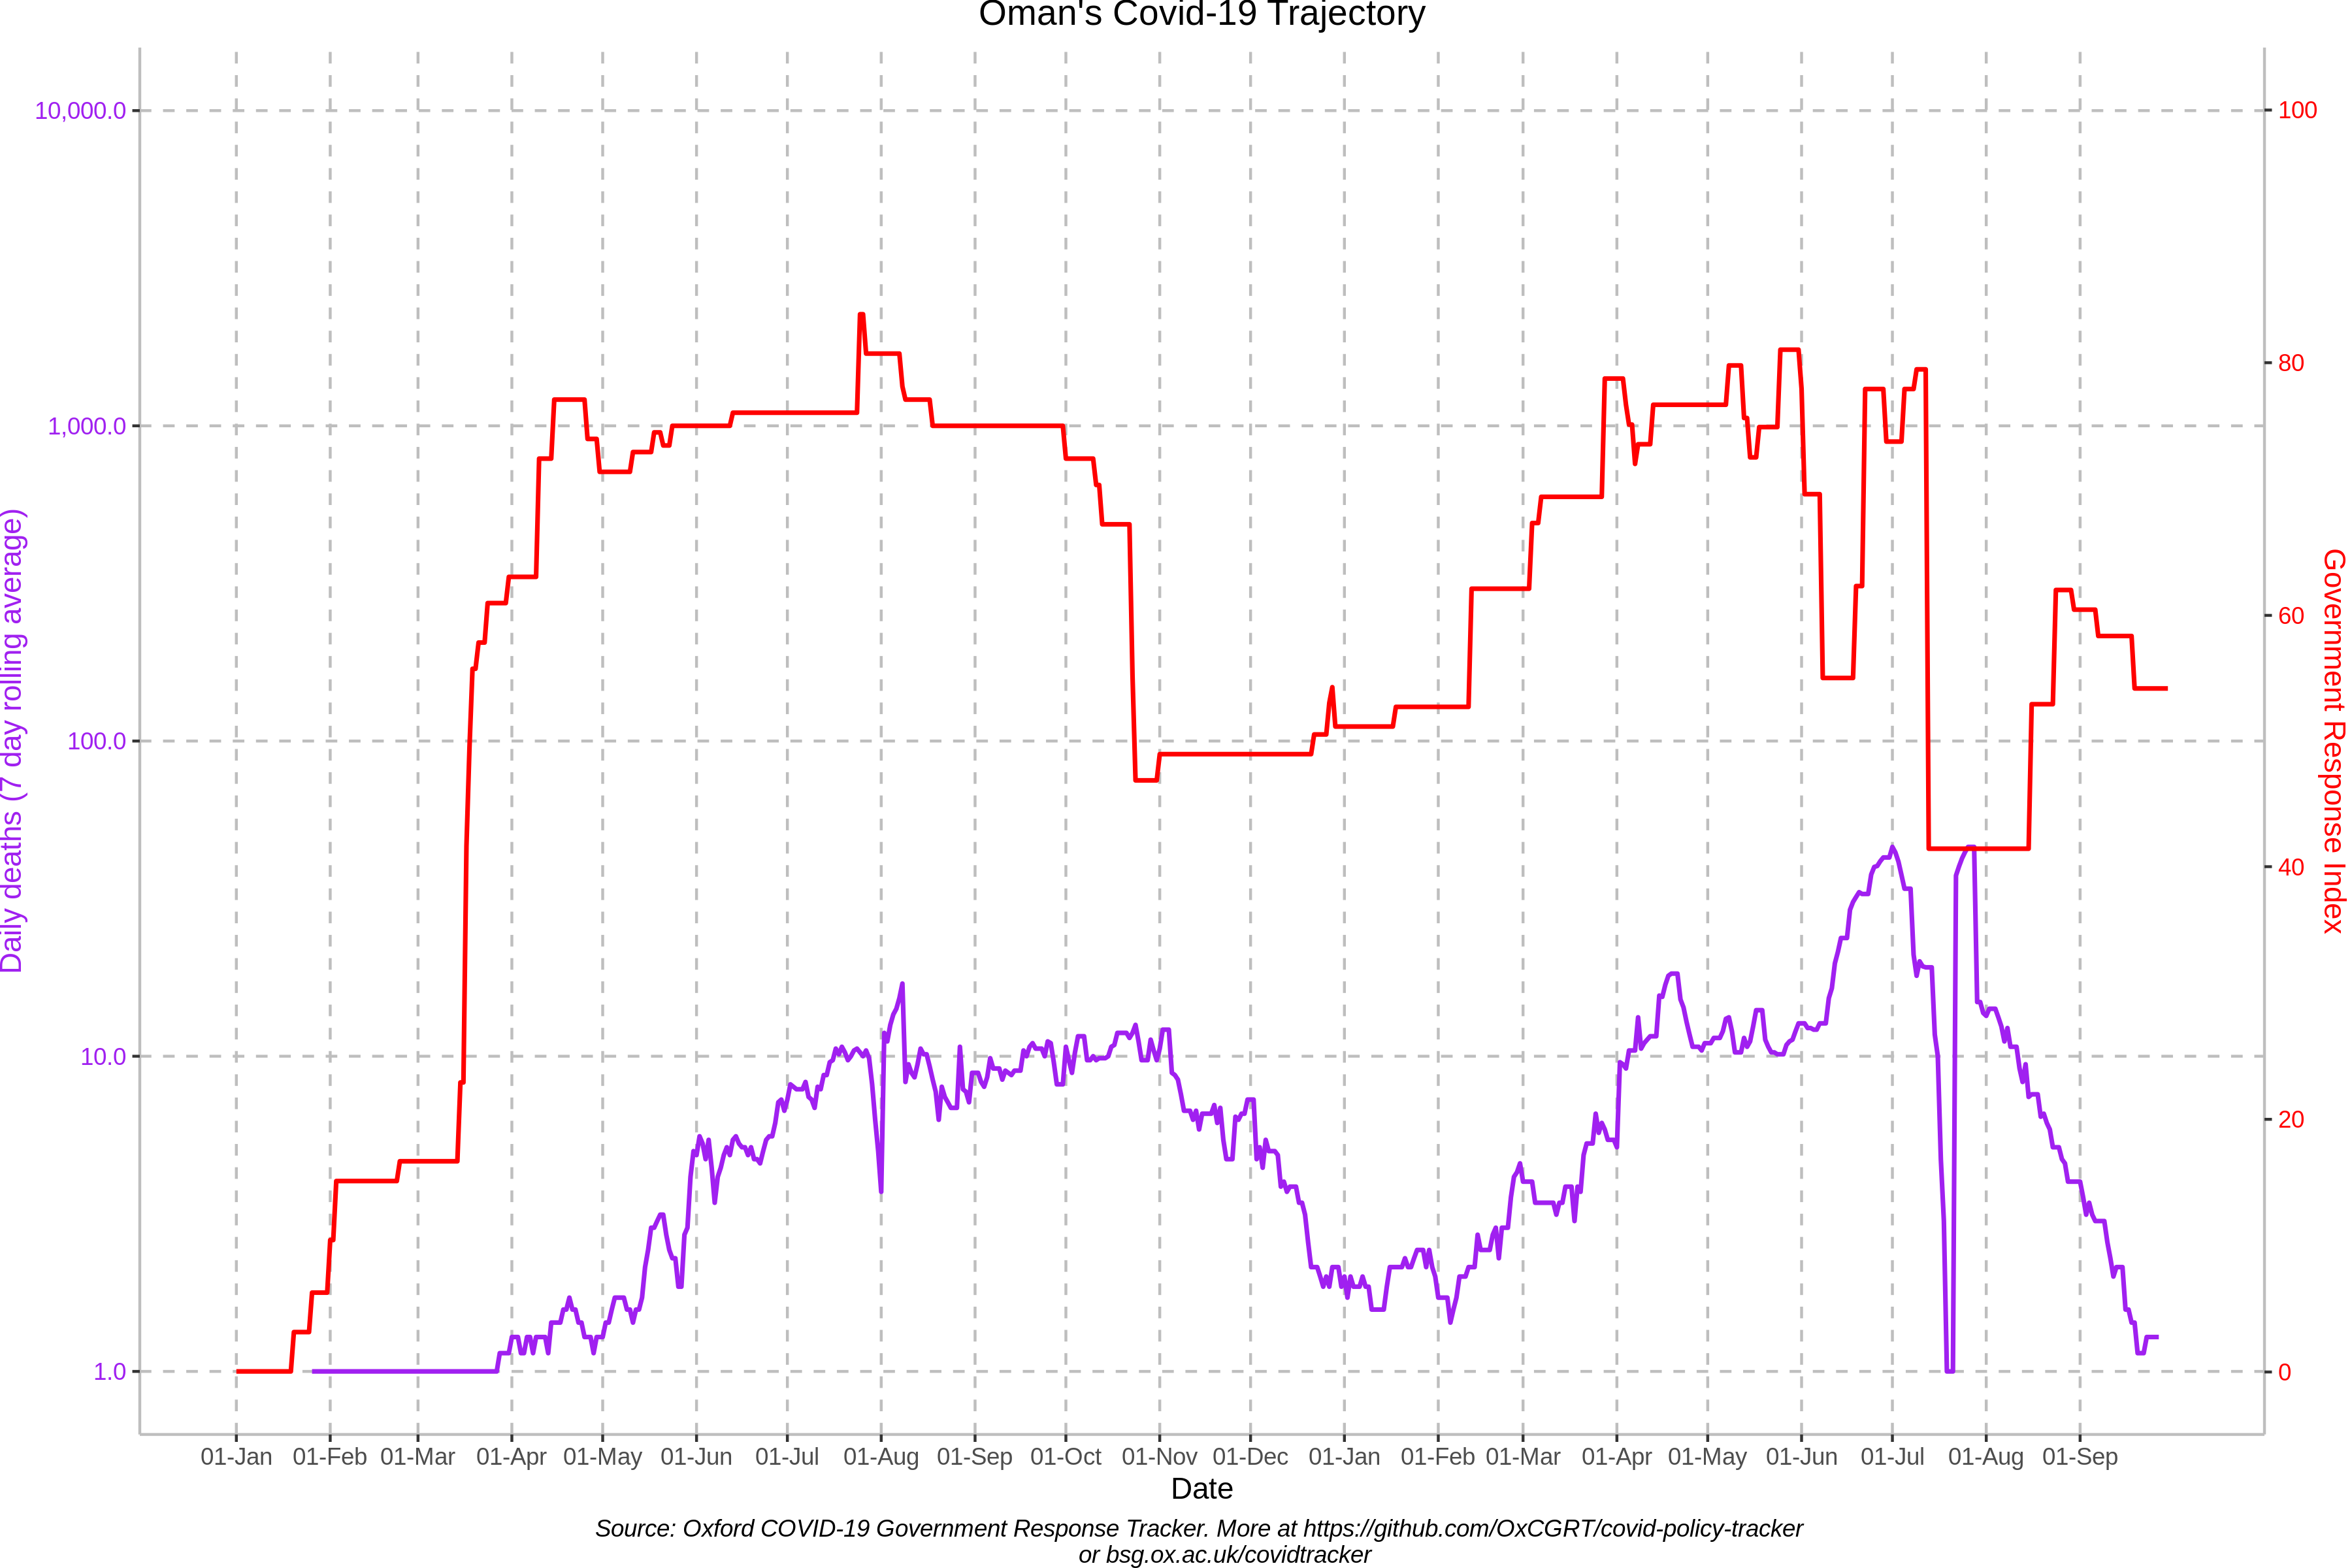 Oman's Covid-19 Trajectory
10,000.0
1,000.0
100.0
10.0
1.0
Daily deaths (7 day rolling average)
100
80
60
40
20
0
Government Response Index
01-Jan 01-Feb 01-Mar 01-Apr 01-May 01-Jun 01-Jul 01-Aug 01-Sep 01-Oct 01-Nov 01-Dec 01-Jan 01-Feb 01-Mar 01-Apr 01-May 01-Jun 01-Jul 01-Aug 01-Sep
Date
Source: Oxford COVID-19 Government Response Tracker. More at https://github.com/OxCGRT/covid-policy-tracker
or bsg.ox.ac.uk/covidtracker